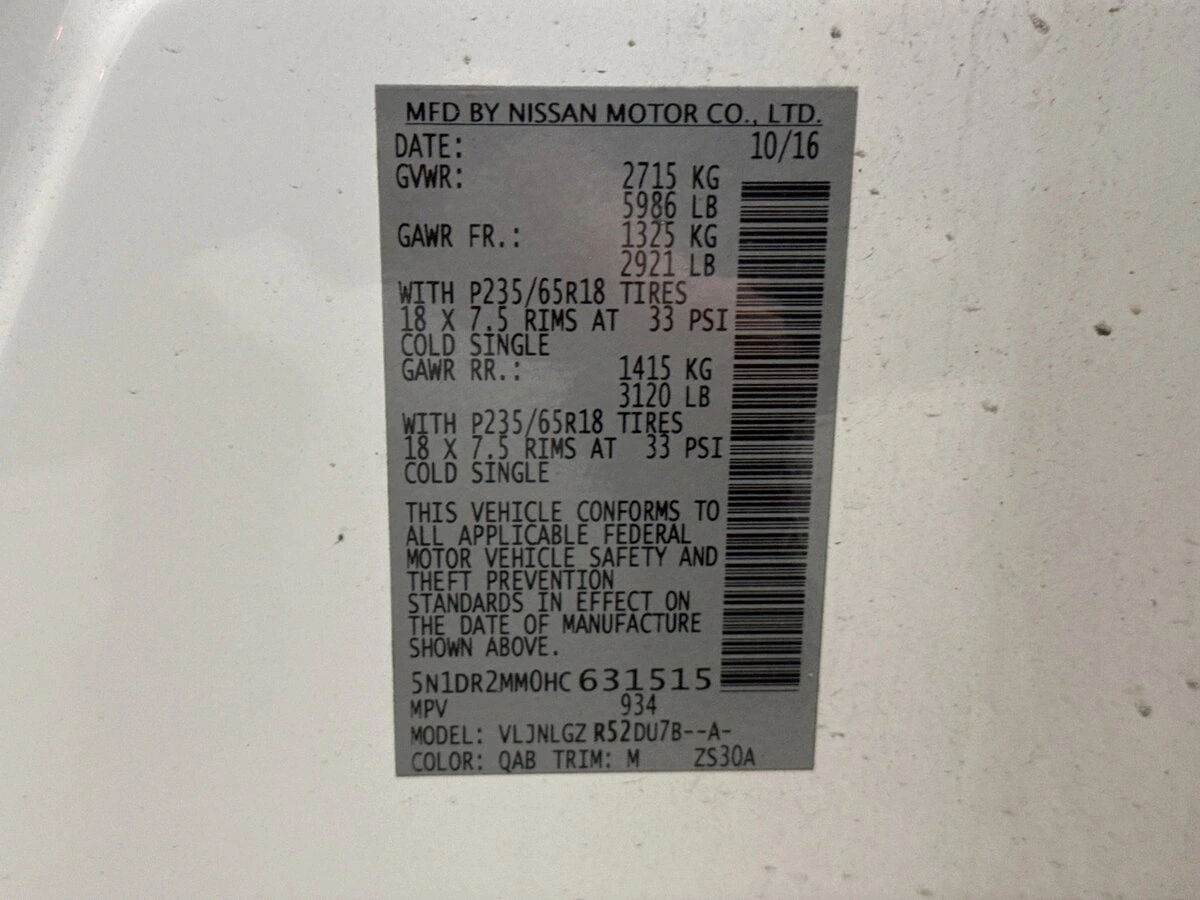 MFD BY NISSAN MOTOR CO., LTD.
DATE: 10/16
GVWR: 2715 KG
5986 LB
GAWR FR.: 1325 KG
2921 LB
WITH P235/65R18 TIRES
18 X 7.5 RIMS AT 33 PSI
COLD SINGLE
GAWR RR.: 1415 KG
3120 LB
WITH P235/65R18 TIRES
18 X 7.5 RIMS AT 33 PSI
COLD SINGLE
THIS VEHICLE CONFORMS TO
ALL APPLICABLE FEDERAL
MOTOR VEHICLE SAFETY AND
THEFT PREVENTION
STANDARDS IN EFFECT ON
THE DATE OF MANUFACTURE
SHOWN ABOVE.
5N1DR2MM0HC631515
MPV 934
MODEL: VLJNLGZ R52DU7B--A-
COLOR: QAB TRIM: M ZS30A